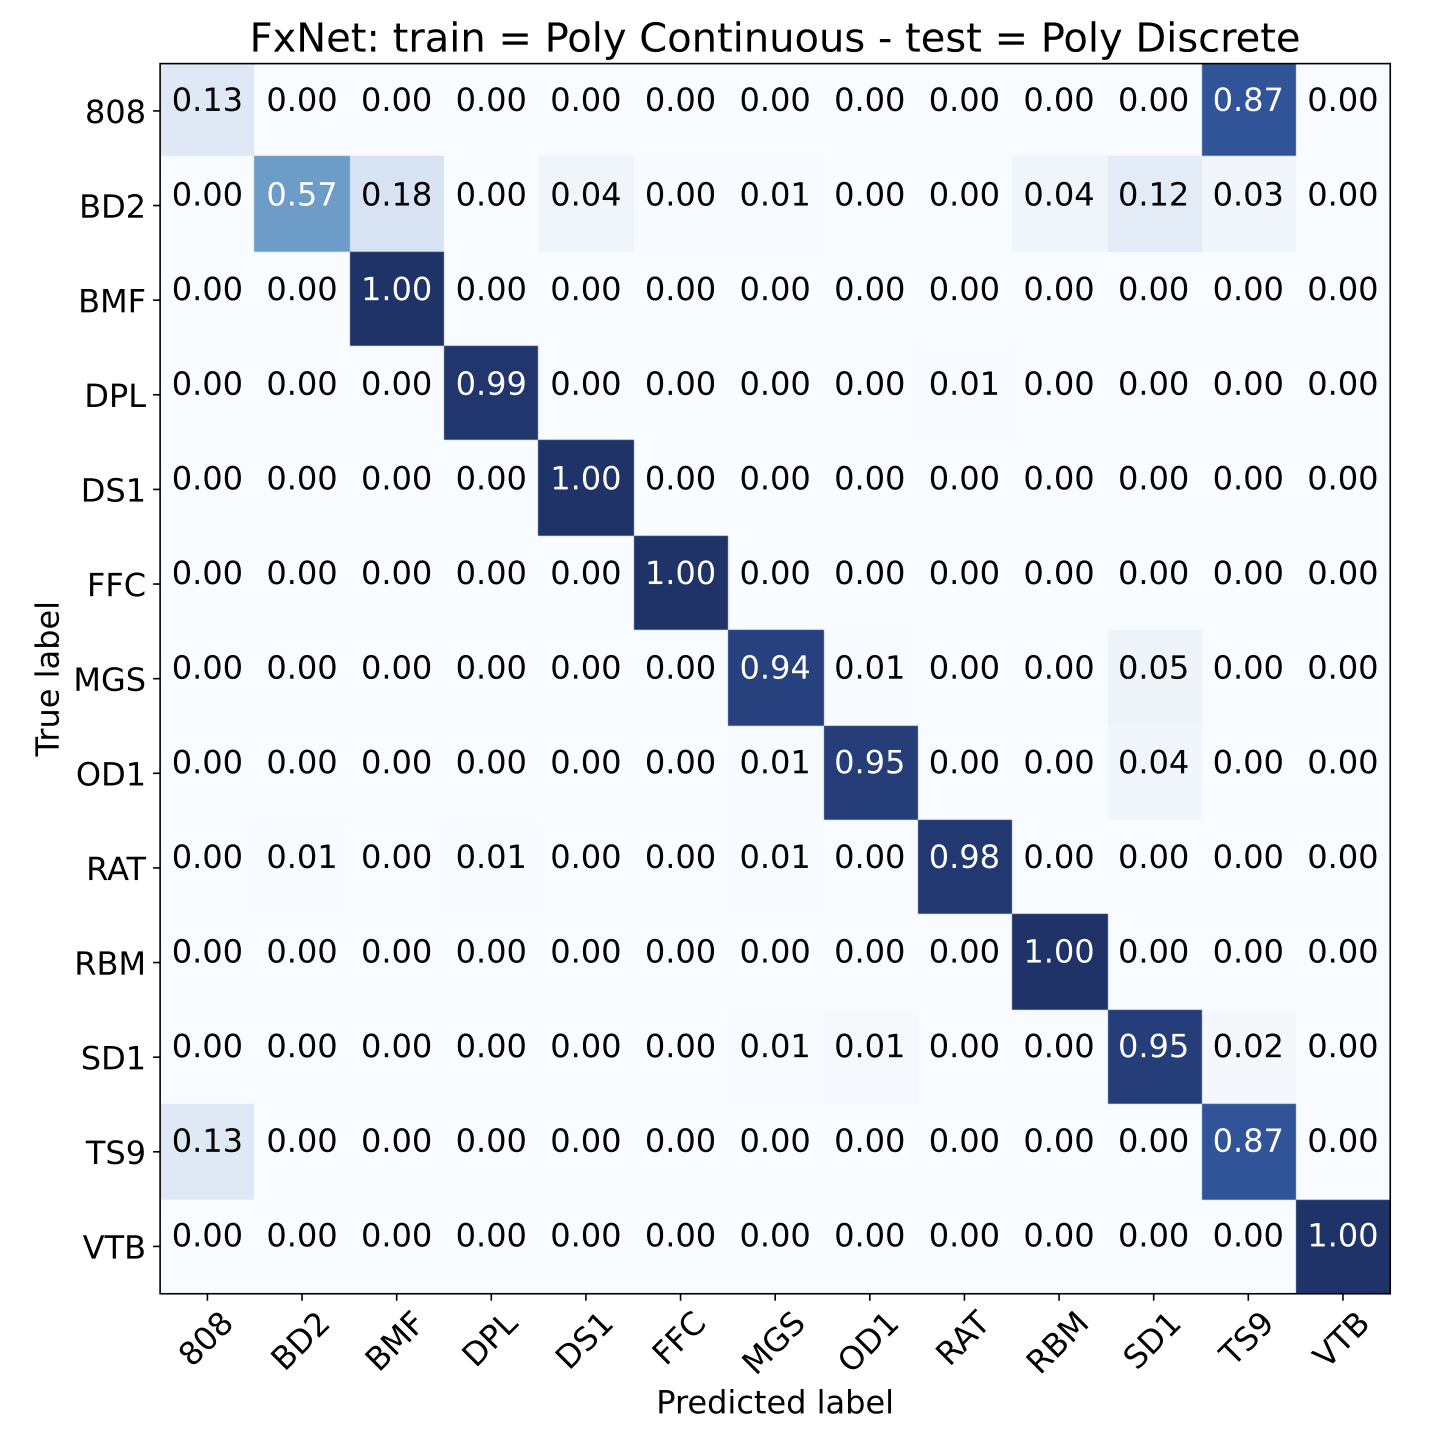 FxNet: train = Poly Continuous - test = Poly Discrete
808 0.13 0.00 0.00 0.00 0.00 0.00 0.00 0.00 0.00 0.00 0.00 0.87 0.00
BD2 0.00 0.57 0.18 0.00 0.04 0.00 0.01 0.00 0.00 0.04 0.12 0.03 0.00
BMF 0.00 0.00 1.00 0.00 0.00 0.00 0.00 0.00 0.00 0.00 0.00 0.00 0.00
DPL 0.00 0.00 0.00 0.99 0.00 0.00 0.00 0.00 0.01 0.00 0.00 0.00 0.00
DS1 0.00 0.00 0.00 0.00 1.00 0.00 0.00 0.00 0.00 0.00 0.00 0.00 0.00
FFC 0.00 0.00 0.00 0.00 0.00 1.00 0.00 0.00 0.00 0.00 0.00 0.00 0.00
MGS 0.00 0.00 0.00 0.00 0.00 0.00 0.94 0.01 0.00 0.00 0.05 0.00 0.00
OD1 0.00 0.00 0.00 0.00 0.00 0.00 0.01 0.95 0.00 0.00 0.04 0.00 0.00
RAT 0.00 0.01 0.00 0.01 0.00 0.00 0.01 0.00 0.98 0.00 0.00 0.00 0.00
RBM 0.00 0.00 0.00 0.00 0.00 0.00 0.00 0.00 0.00 1.00 0.00 0.00 0.00
SD1 0.00 0.00 0.00 0.00 0.00 0.00 0.01 0.01 0.00 0.00 0.95 0.02 0.00
TS9 0.13 0.00 0.00 0.00 0.00 0.00 0.00 0.00 0.00 0.00 0.00 0.87 0.00
VTB 0.00 0.00 0.00 0.00 0.00 0.00 0.00 0.00 0.00 0.00 0.00 0.00 1.00
True label
808 BD2 BMF DPL DS1 FFC MGS OD1 RAT RBM SD1 TS9 VTB
Predicted label